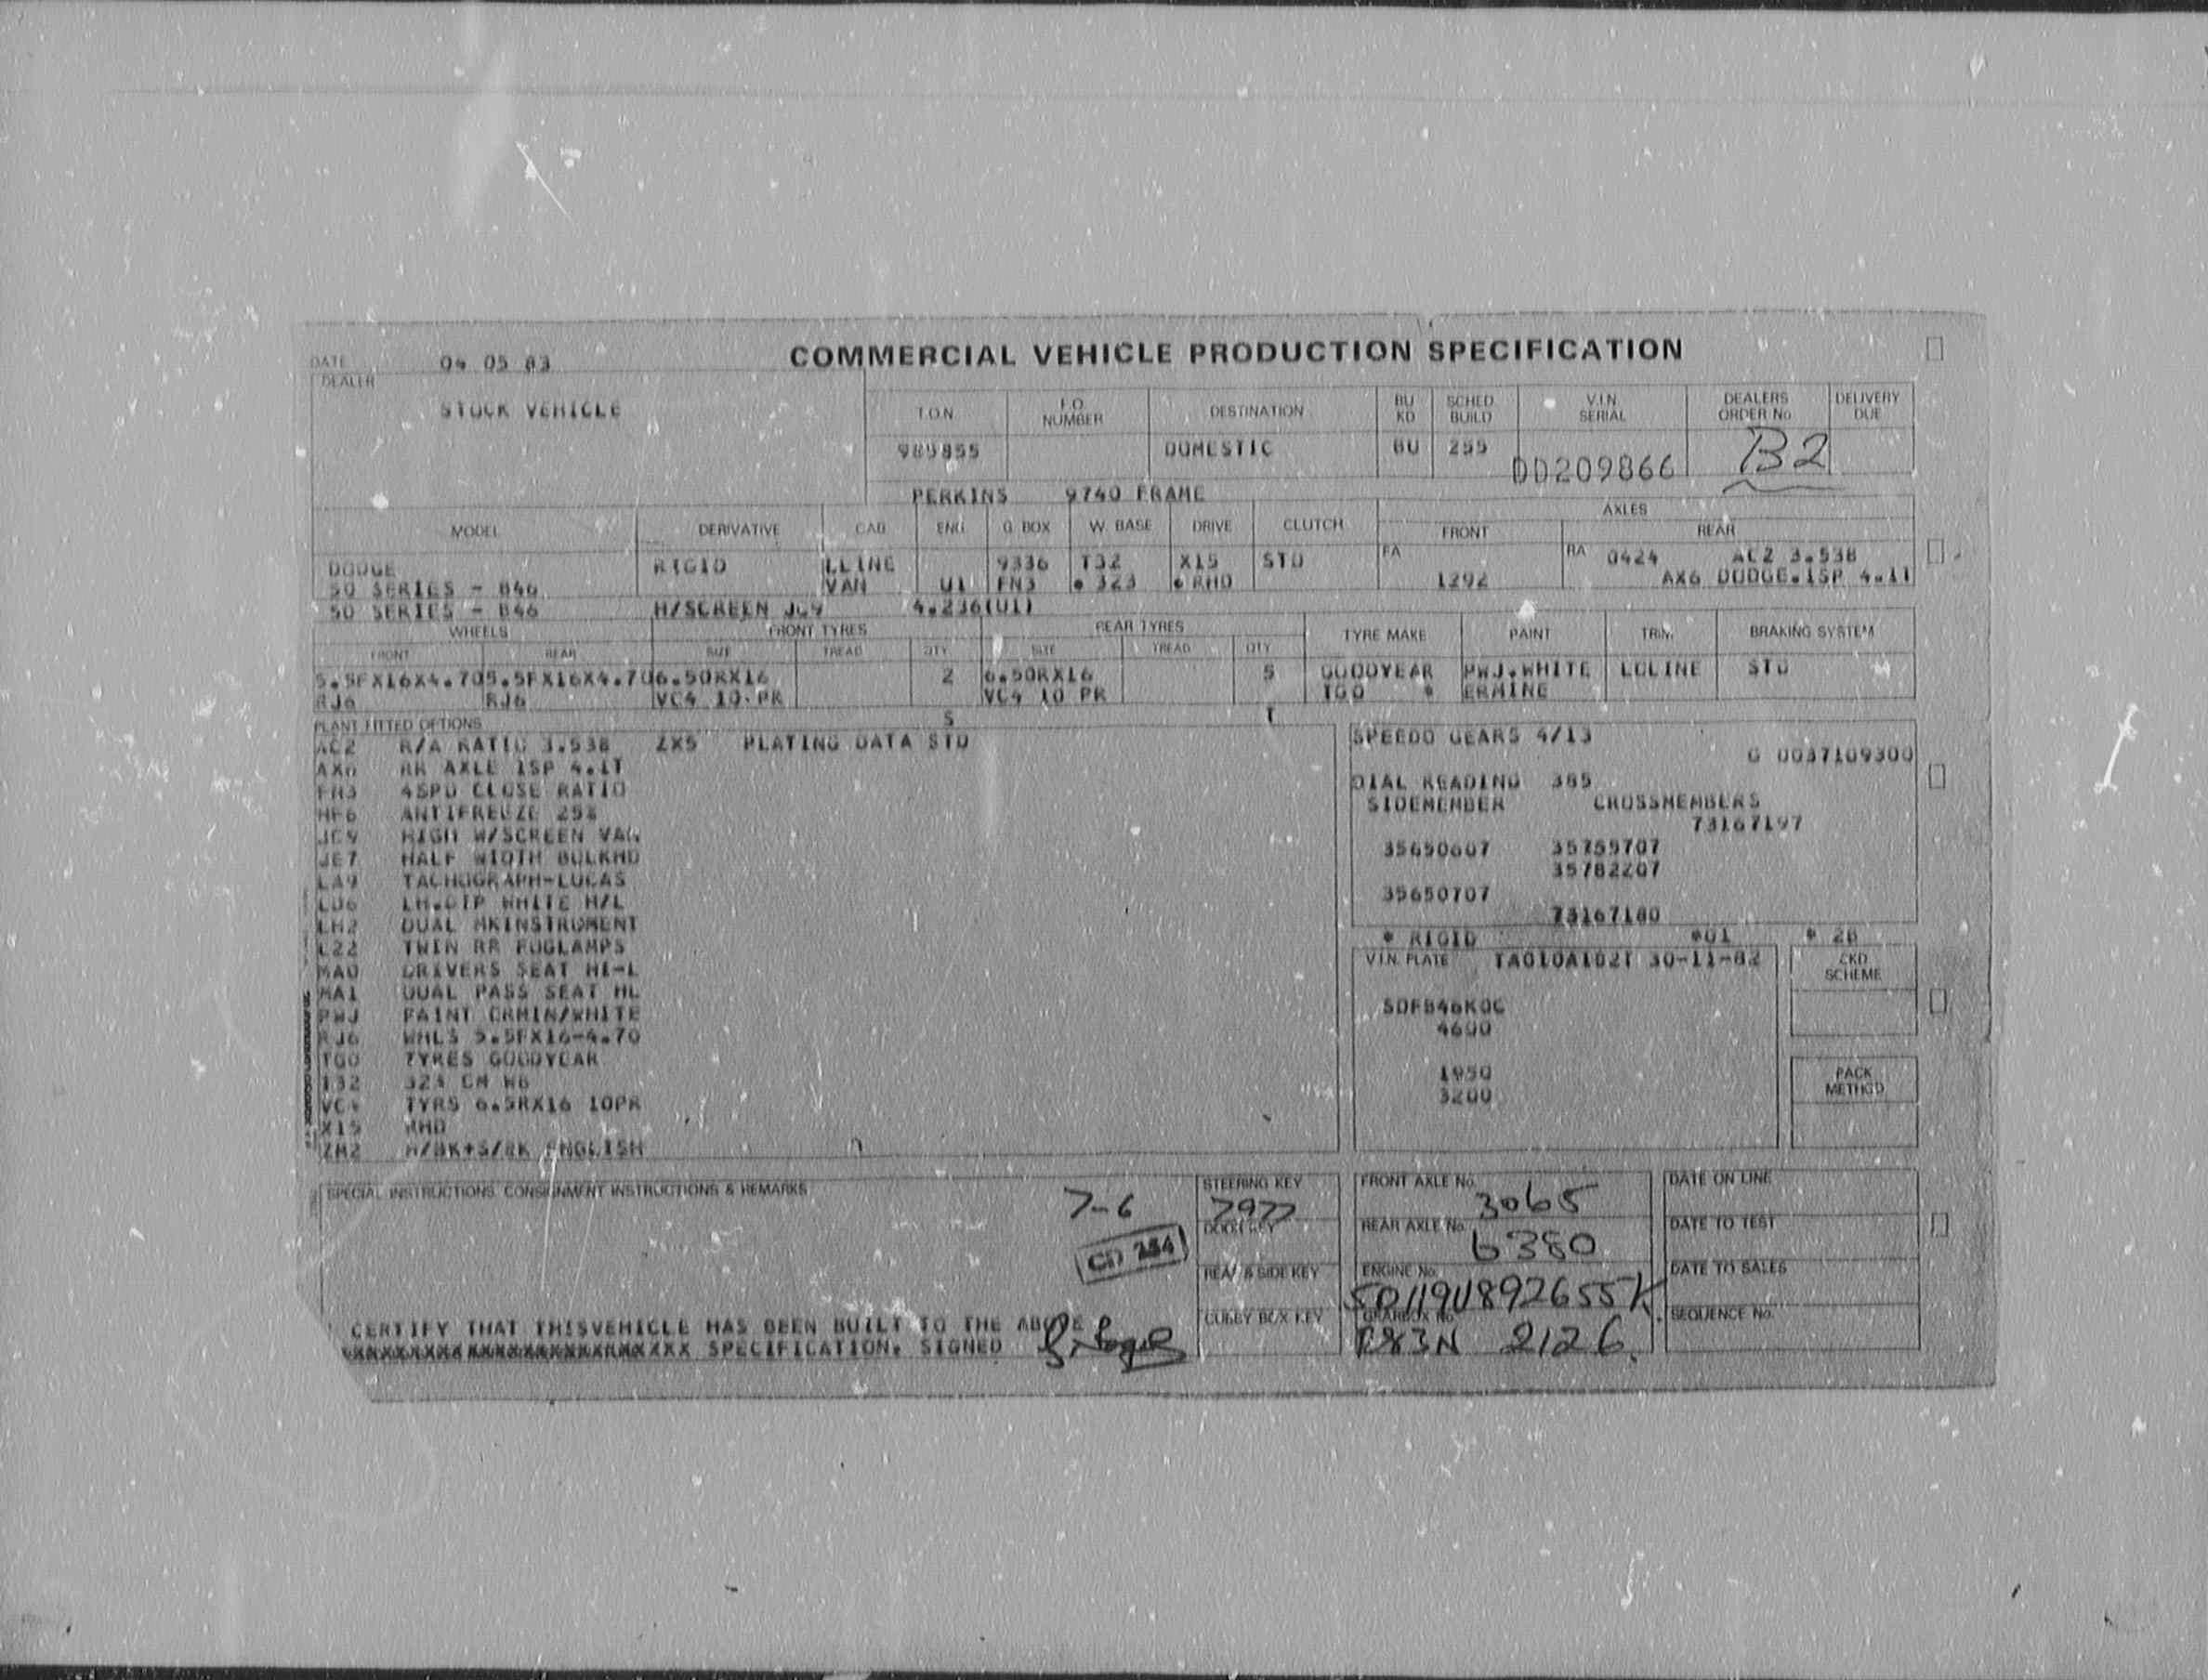 COMMERCIAL VEHICLE PRODUCTION SPECIFICATION
DATE 04 05 83
DEALER
STOCK VEHICLE
T.O.N F.O. NUMBER DESTINATION BU KD SCHED. BUILD V.I.N. SERIAL DEALERS ORDER No DELIVERY DUE
985855 DOMESTIC BU 255 DD209866 B2
PERKINS 9740 FRAME
MODEL DERIVATIVE CAB ENG. G. BOX W. BASE DRIVE CLUTCH AXLES
FRONT REAR
DODGE RIGID LLINE 9336 T32 X15 STD FA RA 0424 AC2 3.538
50 SERIES - B46 VAN U1 FN3 * 323 * RHD 1292 AX6 DODGE.1SP 4.11
50 SERIES - B46 H/SCREEN JC9 4.236(U1)
WHEELS FRONT TYRES REAR TYRES TYRE MAKE PAINT TRIM. BRAKING SYSTEM
FRONT REAR SIZE TREAD QTY SIZE TREAD QTY
5.5FX16X4.70 5.5FX16X4.70 6.50RX16 2 6.50RX16 5 GOODYEAR PWJ.WHITE LCLINE STD
RJ6 RJ6 VC4 10.PR VC4 10 PR TGO * ERMINE
PLANT FITTED OPTIONS S T
AC2 R/A RATIO 3.538 ZX5 PLATING DATA STD
AX6 RR AXLE 1SP 4.1T
FN3 4SPD CLOSE RATIO
HF6 ANTIFREEZE 25%
JC9 HIGH W/SCREEN VAN
JE7 HALF WIDTH BULKHD
LA9 TACHOGRAPH-LUCAS
LD6 LH.DIP WHITE H/L
LH2 DUAL MKINSTRUMENT
L22 TWIN RR FOGLAMPS
MA0 DRIVERS SEAT HI-L
MA1 DUAL PASS SEAT HL
PWJ PAINT ERMIN/WHITE
RJ6 WHLS 5.5FX16-4.70
TGO TYRES GOODYEAR
T32 323 CM WB
VC4 TYRS 6.5RX16 10PR
X15 RHD
ZH2 H/BK+S/BK ENGLISH
SPEEDO GEARS 4/13
G 0037109300
DIAL READING 385
SIDEMEMBER CROSSMEMBERS
73167197
35650607 35759707
35782207
35650707
73167180
* RIGID *01 * 28
V.I.N. PLATE TA010A102T 30-11-82 CKD SCHEME
SDFB46K0C
4600
1950 PACK METHOD
3200
SPECIAL INSTRUCTIONS. CONSIGNMENT INSTRUCTIONS & REMARKS
7-6
CD 254
STEERING KEY 7977
DOOR KEY
REAR & SIDE KEY
CUBBY BOX KEY
FRONT AXLE No. 3065
REAR AXLE No. 6380
ENGINE No. SD119U892655K
GEARBOX No. 2126.
DATE ON LINE
DATE TO TEST
DATE TO SALES
SEQUENCE No.
CERTIFY THAT THISVEHICLE HAS BEEN BUILT TO THE ABOVE
SPECIFICATION. SIGNED